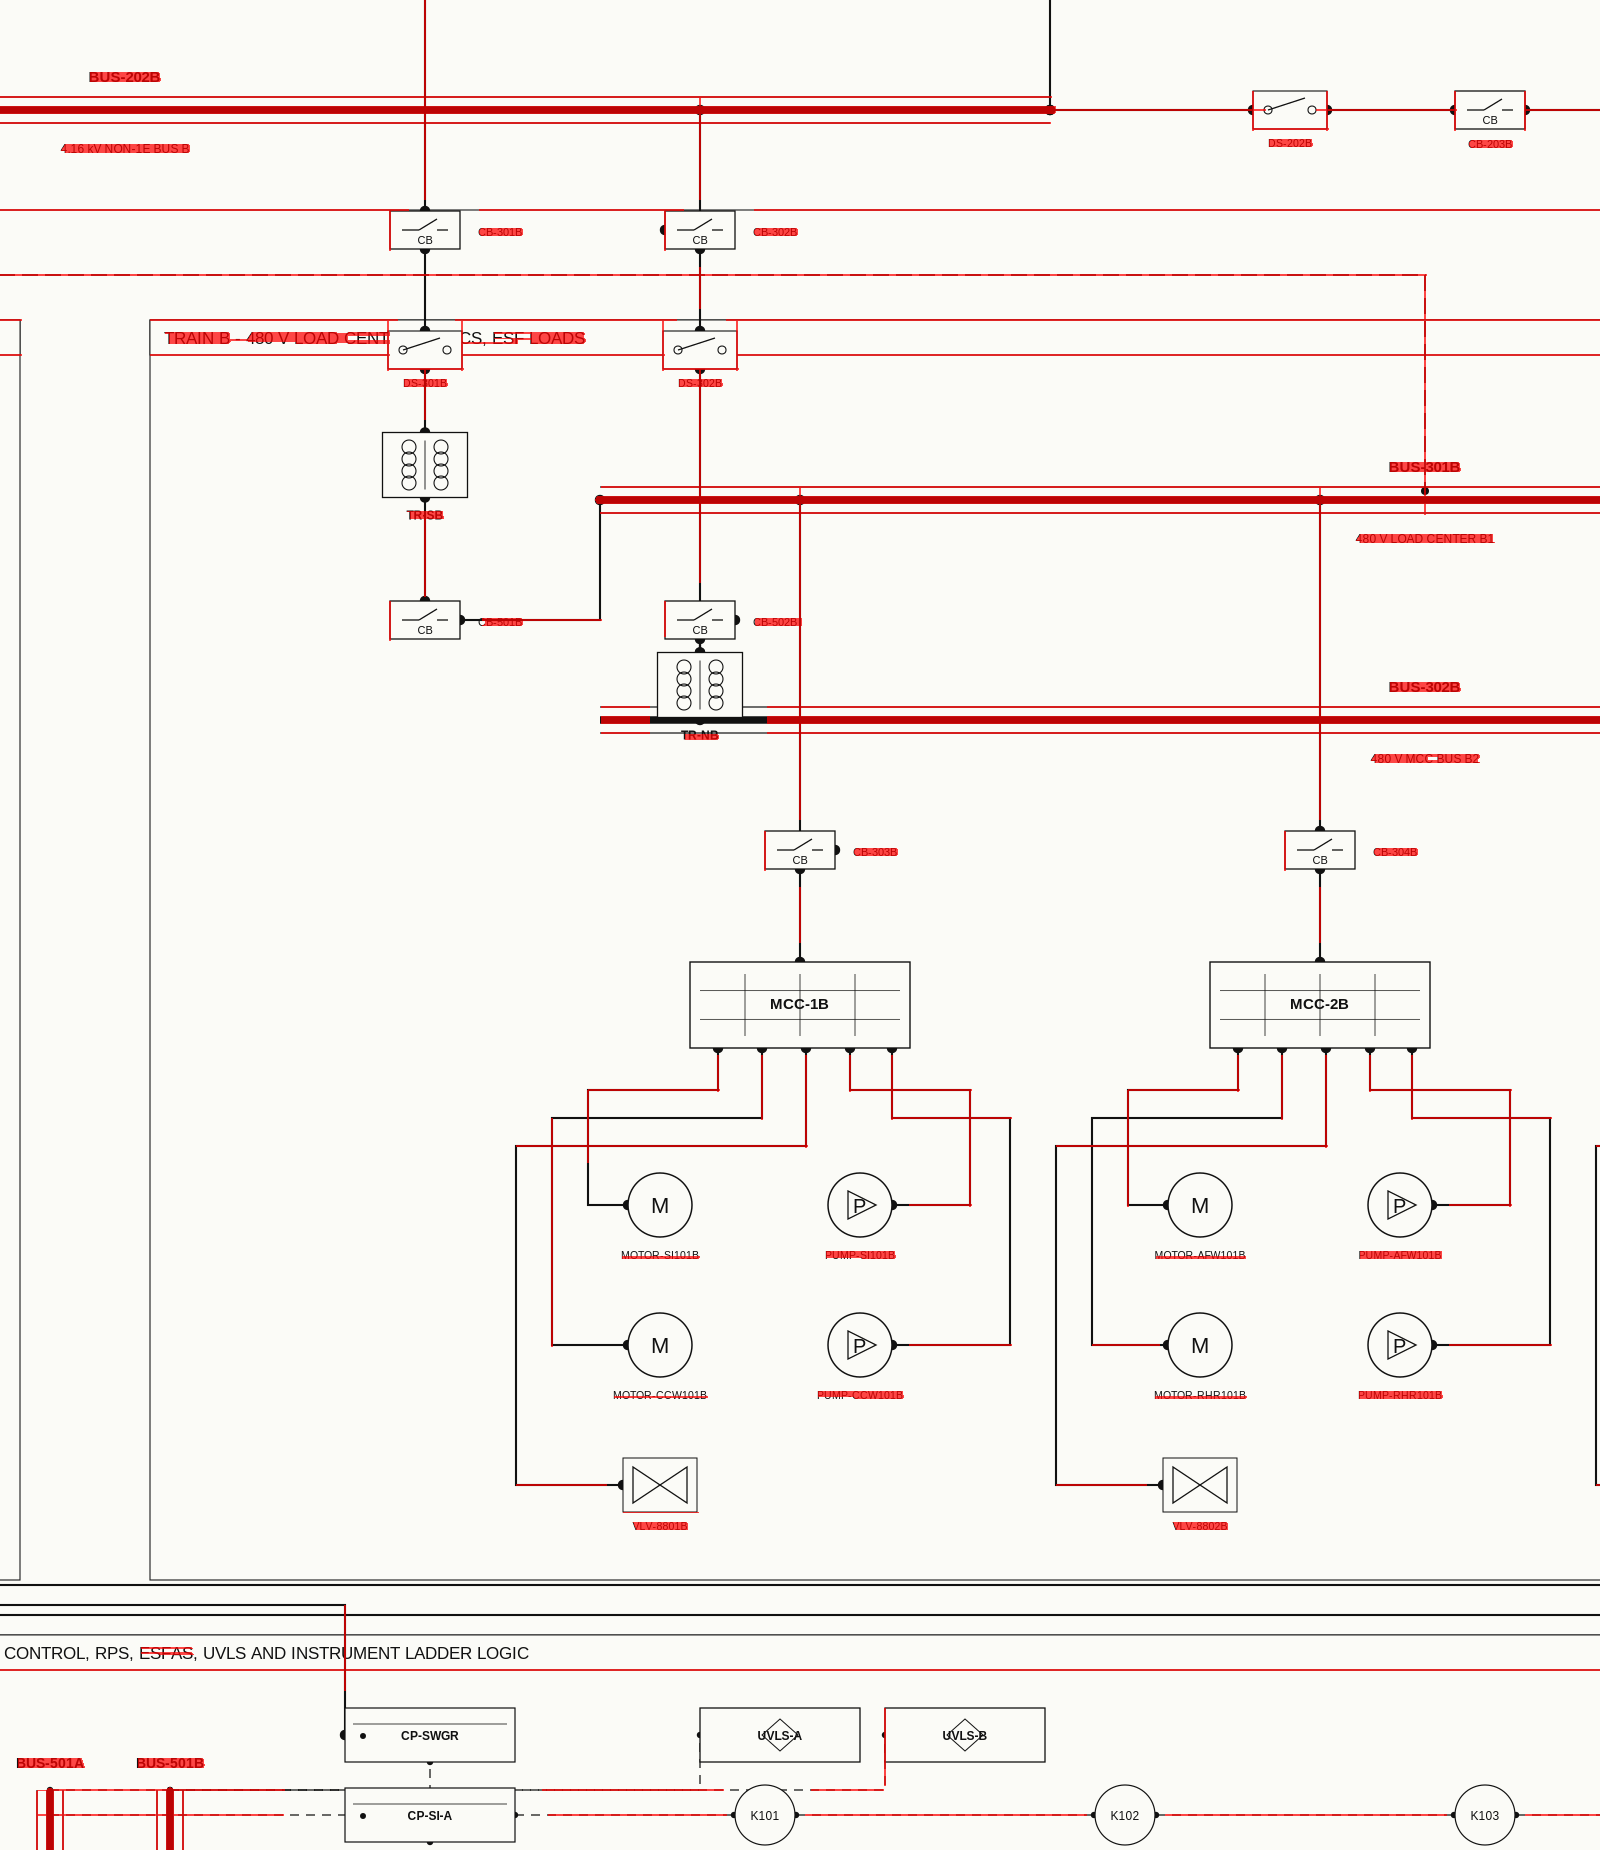 BUS-202B
4.16 kV NON-1E BUS B
DS-202B
CB
CB-203B
CB
CB-301B
CB
CB-302B
TRAIN B - 480 V LOAD CENT CS, ESF LOADS
DS-301B
DS-302B
BUS-301B
TR-SB
480 V LOAD CENTER B1
CB
CB-501B
CB
CB-502B
BUS-302B
TR-NB
480 V MCC BUS B2
CB
CB-303B
CB
CB-304B
MCC-1B
MCC-2B
M
P
M
P
MOTOR-SI101B
PUMP-SI101B
MOTOR-AFW101B
PUMP-AFW101B
M
P
M
P
MOTOR-CCW101B
PUMP-CCW101B
MOTOR-RHR101B
PUMP-RHR101B
VLV-8801B
VLV-8802B
CONTROL, RPS, ESFAS, UVLS AND INSTRUMENT LADDER LOGIC
CP-SWGR
UVLS-A
UVLS-B
BUS-501A
BUS-501B
CP-SI-A
K101
K102
K103